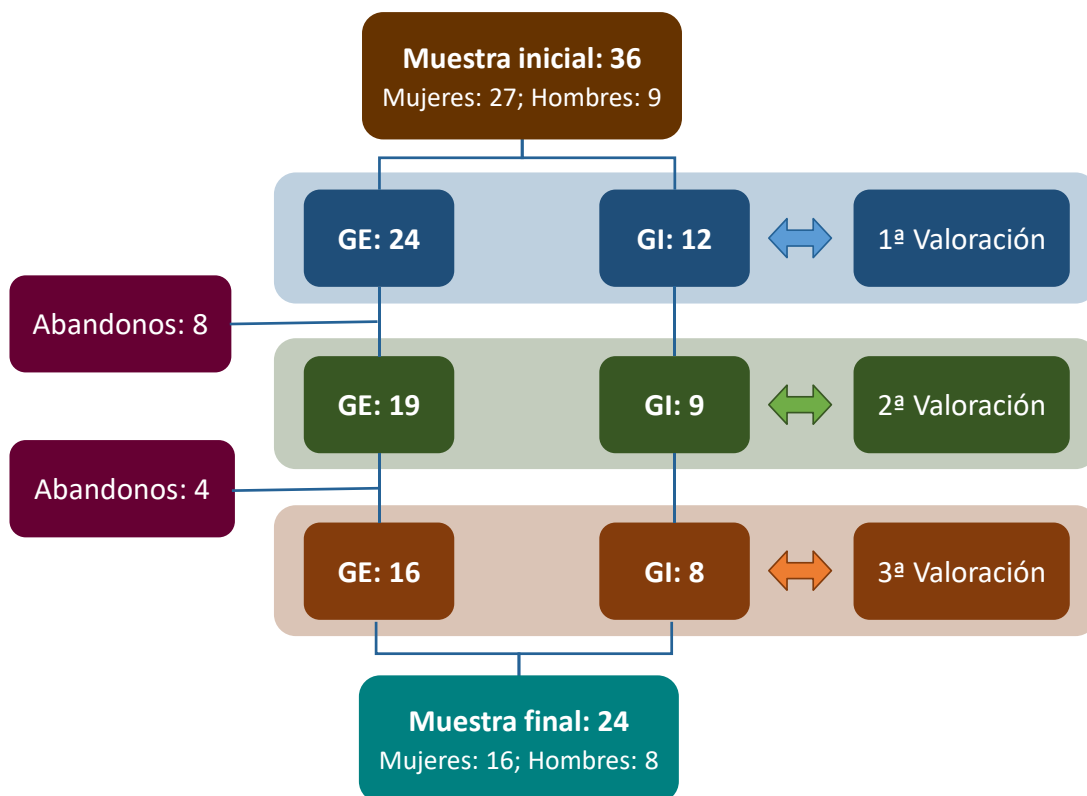 Muestra inicial: 36
Mujeres: 27; Hombres: 9
GE: 24
GI: 12
1ª Valoración
Abandonos: 8
GE: 19
GI: 9
2ª Valoración
Abandonos: 4
GE: 16
GI: 8
3ª Valoración
Muestra final: 24
Mujeres: 16; Hombres: 8